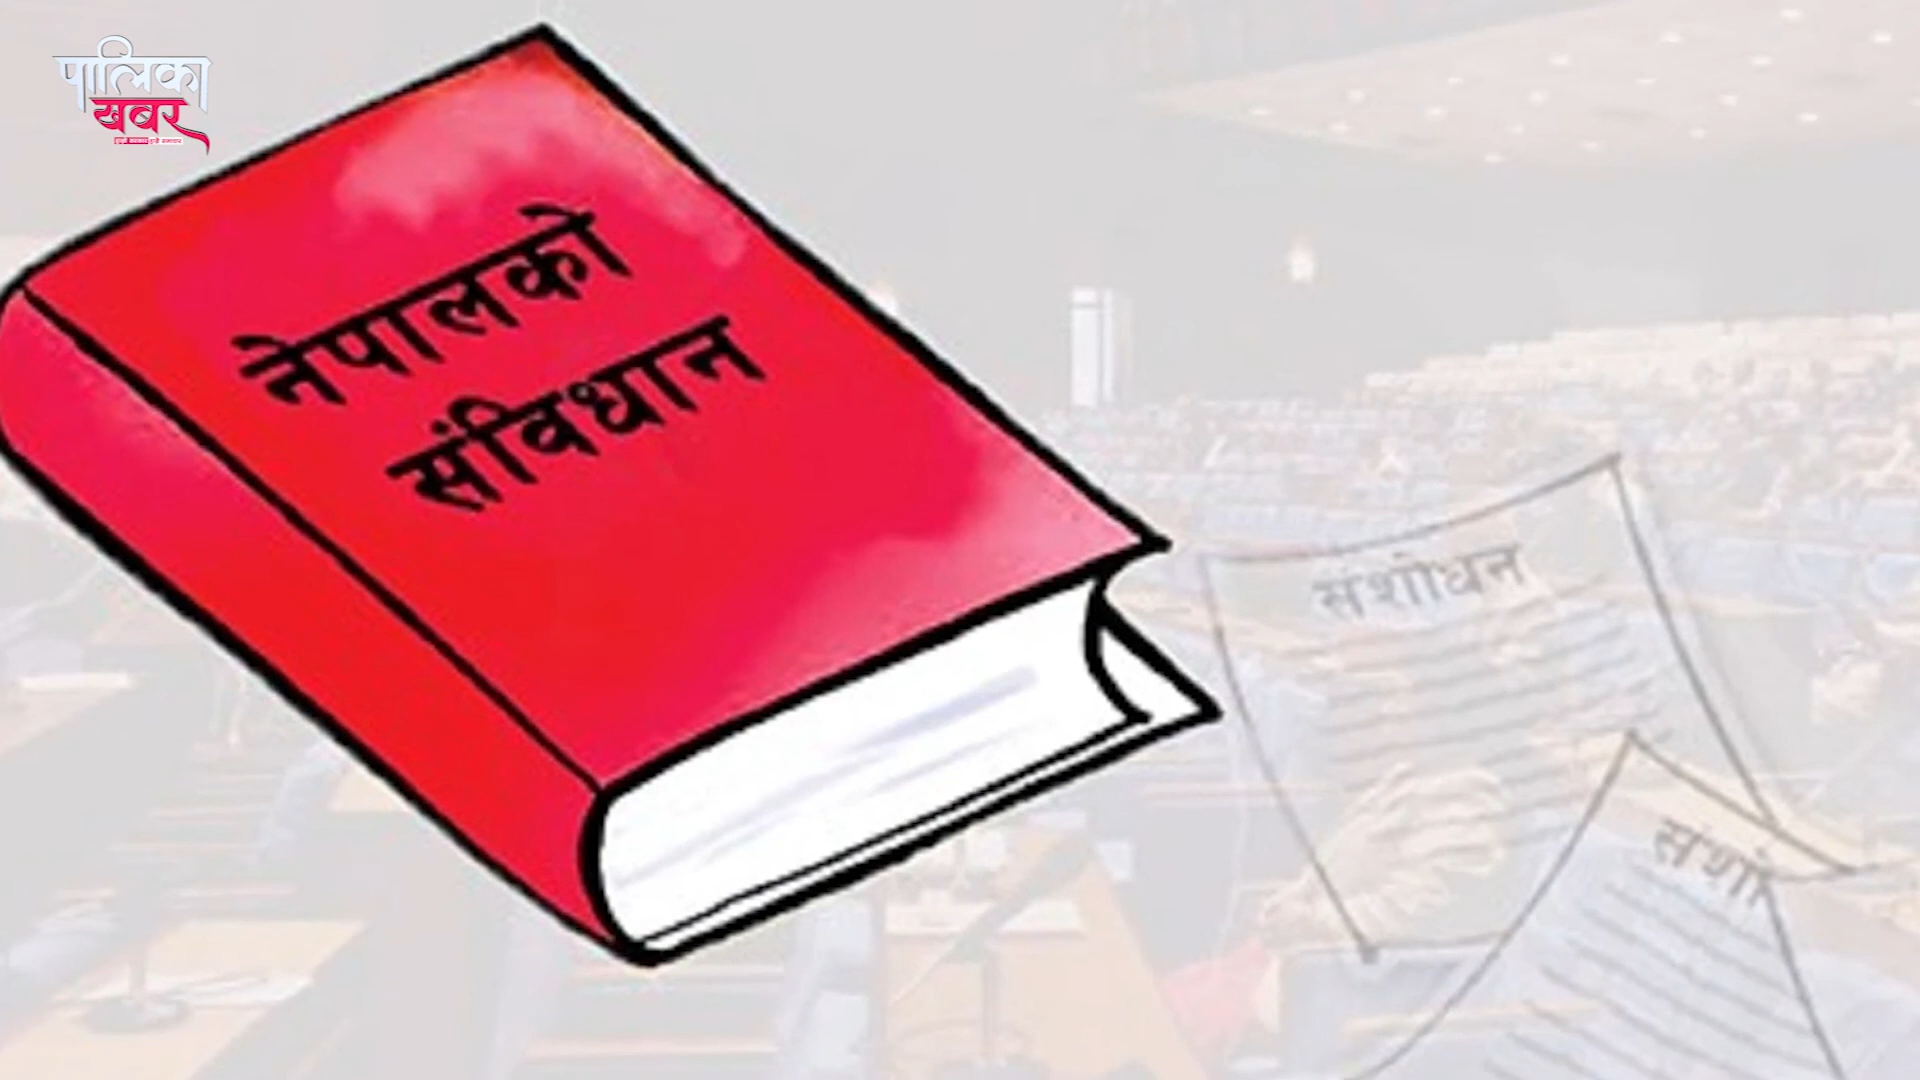 पालिका
खबर
नेपालको
संविधान
संशोधन
संशो